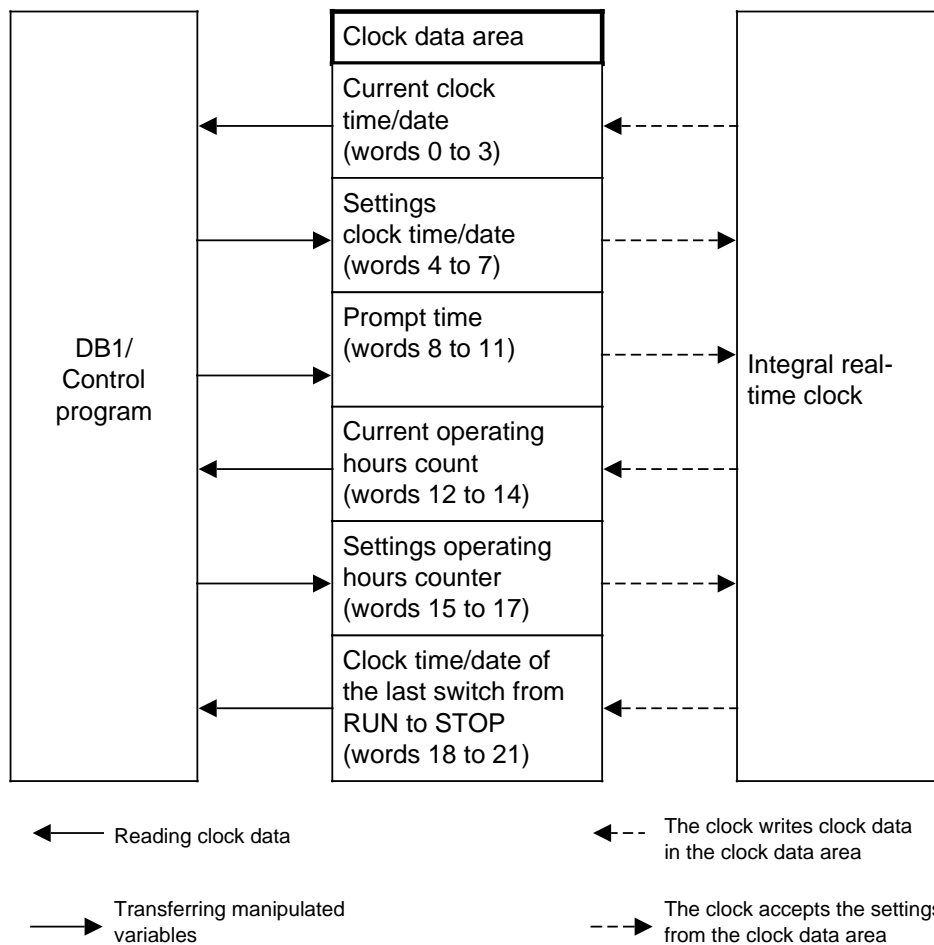 Clock data area
Current clock
time/date
(words 0 to 3)
Settings
clock time/date
(words 4 to 7)
Prompt time
(words 8 to 11)
DB1/
Control
program
Integral real-
time clock
Current operating
hours count
(words 12 to 14)
Settings operating
hours counter
(words 15 to 17)
Clock time/date of
the last switch from
RUN to STOP
(words 18 to 21)
Reading clock data
The clock writes clock data
in the clock data area
Transferring manipulated
variables
The clock accepts the settings
from the clock data area